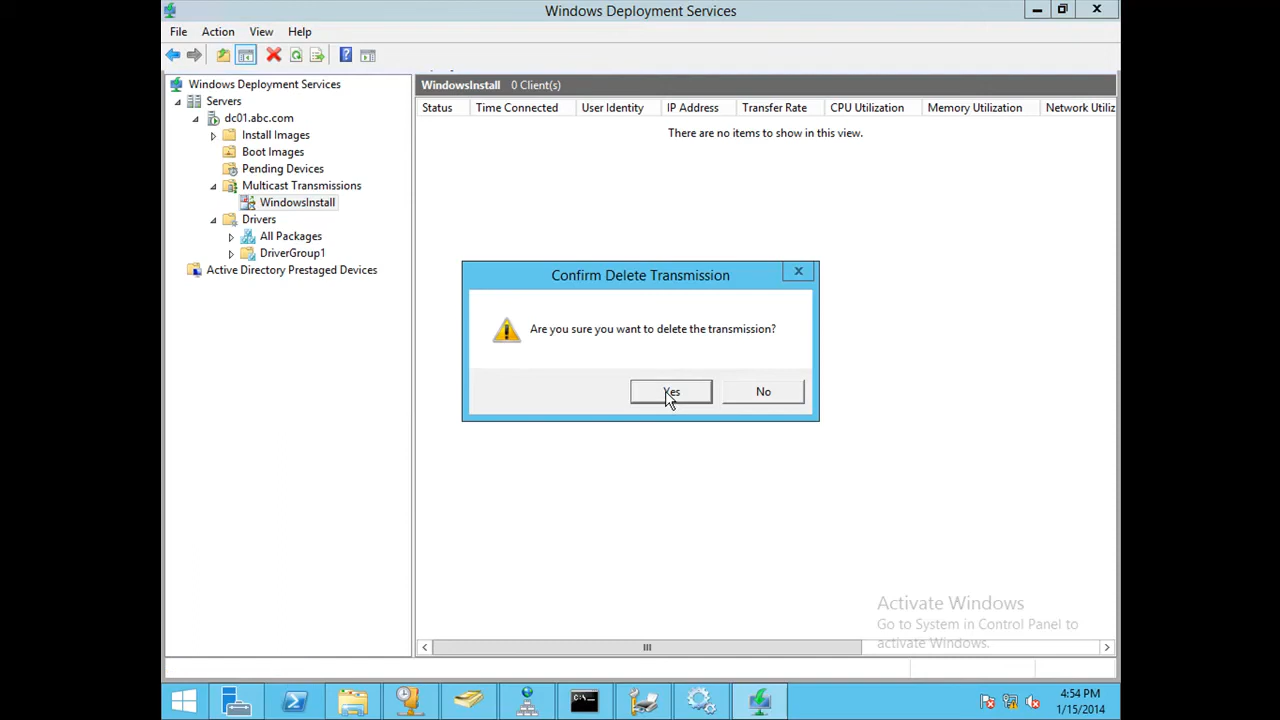 Windows Deployment Services
File Action View Help
Windows Deployment Services
Servers
dc01.abc.com
Install Images
Boot Images
Pending Devices
Multicast Transmissions
WindowsInstall
Drivers
All Packages
DriverGroup1
Active Directory Prestaged Devices
WindowsInstall 0 Client(s)
Status Time Connected User Identity IP Address Transfer Rate CPU Utilization Memory Utilization Network Utiliz
There are no items to show in this view.
Confirm Delete Transmission
Are you sure you want to delete the transmission?
Yes No
Activate Windows
Go to System in Control Panel to
activate Windows.
4:54 PM
1/15/2014